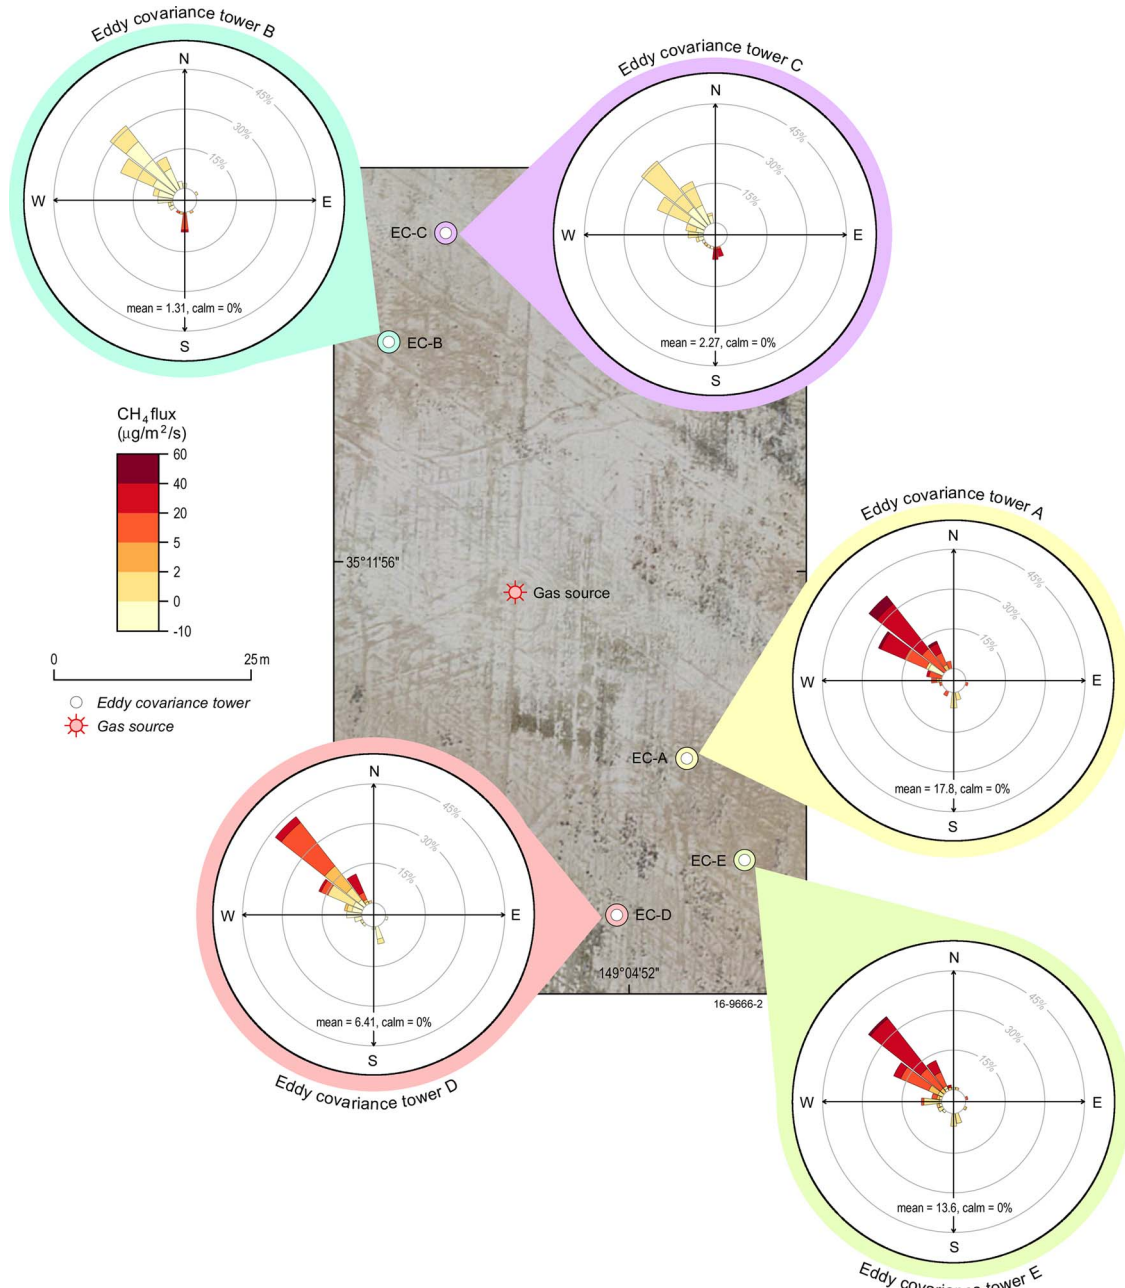 Eddy covariance tower B
N
45%
30%
15%
W
E
mean = 1.31, calm = 0%
S
Eddy covariance tower C
N
45%
30%
15%
W
E
mean = 2.27, calm = 0%
S
EC-C
EC-B
CH4 flux
(μg/m2/s)
60
40
20
5
2
0
-10
0
25 m
Eddy covariance tower
Gas source
35°11'56"
Gas source
Eddy covariance tower A
N
45%
30%
15%
W
E
mean = 17.8, calm = 0%
S
EC-A
EC-E
EC-D
149°04'52"
16-9666-2
N
45%
30%
15%
W
E
mean = 6.41, calm = 0%
S
Eddy covariance tower D
N
45%
30%
15%
W
E
mean = 13.6, calm = 0%
S
Eddy covariance tower E